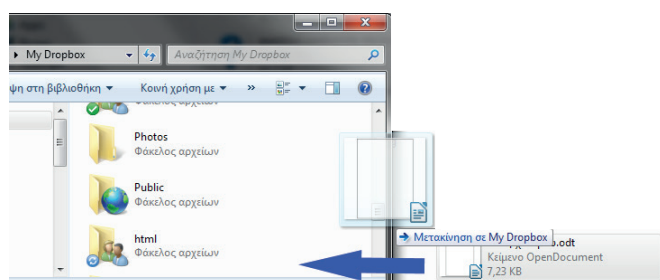 My Dropbox
Αναζήτηση My Dropbox
ψη στη βιβλιοθήκη
Κοινή χρήση με
»
Φάκελος αρχείων
Photos
Φάκελος αρχείων
Public
Φάκελος αρχείων
html
Φάκελος αρχείων
Μετακίνηση σε My Dropbox
.odt
Κείμενο OpenDocument
7,23 KB